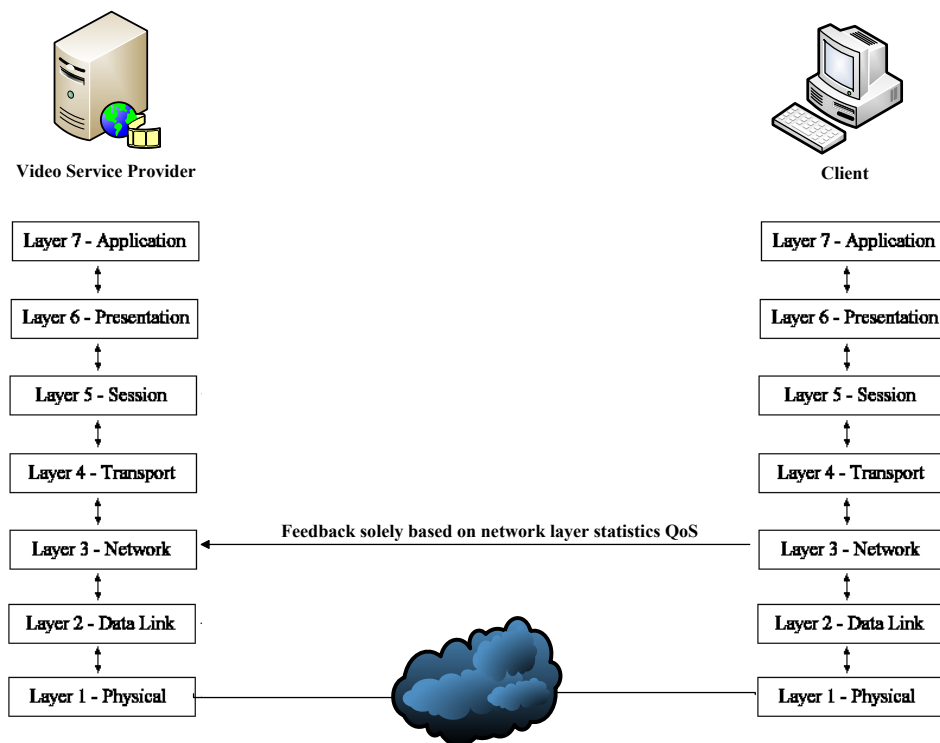 Video Service Provider
Client
Layer 7 - Application
Layer 7 - Application
Layer 6 - Presentation
Layer 6 - Presentation
Layer 5 - Session
Layer 5 - Session
Layer 4 - Transport
Layer 4 - Transport
Feedback solely based on network layer statistics QoS
Layer 3 - Network
Layer 3 - Network
Layer 2 - Data Link
Layer 2 - Data Link
Layer 1 - Physical
Layer 1 - Physical